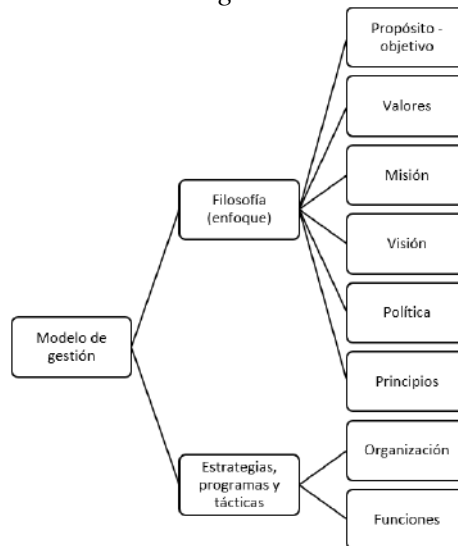 Propósito -
objetivo
Valores
Misión
Filosofía
(enfoque)
Visión
Política
Modelo de
gestión
Principios
Estrategias,
programas y
tácticas
Organización
Funciones